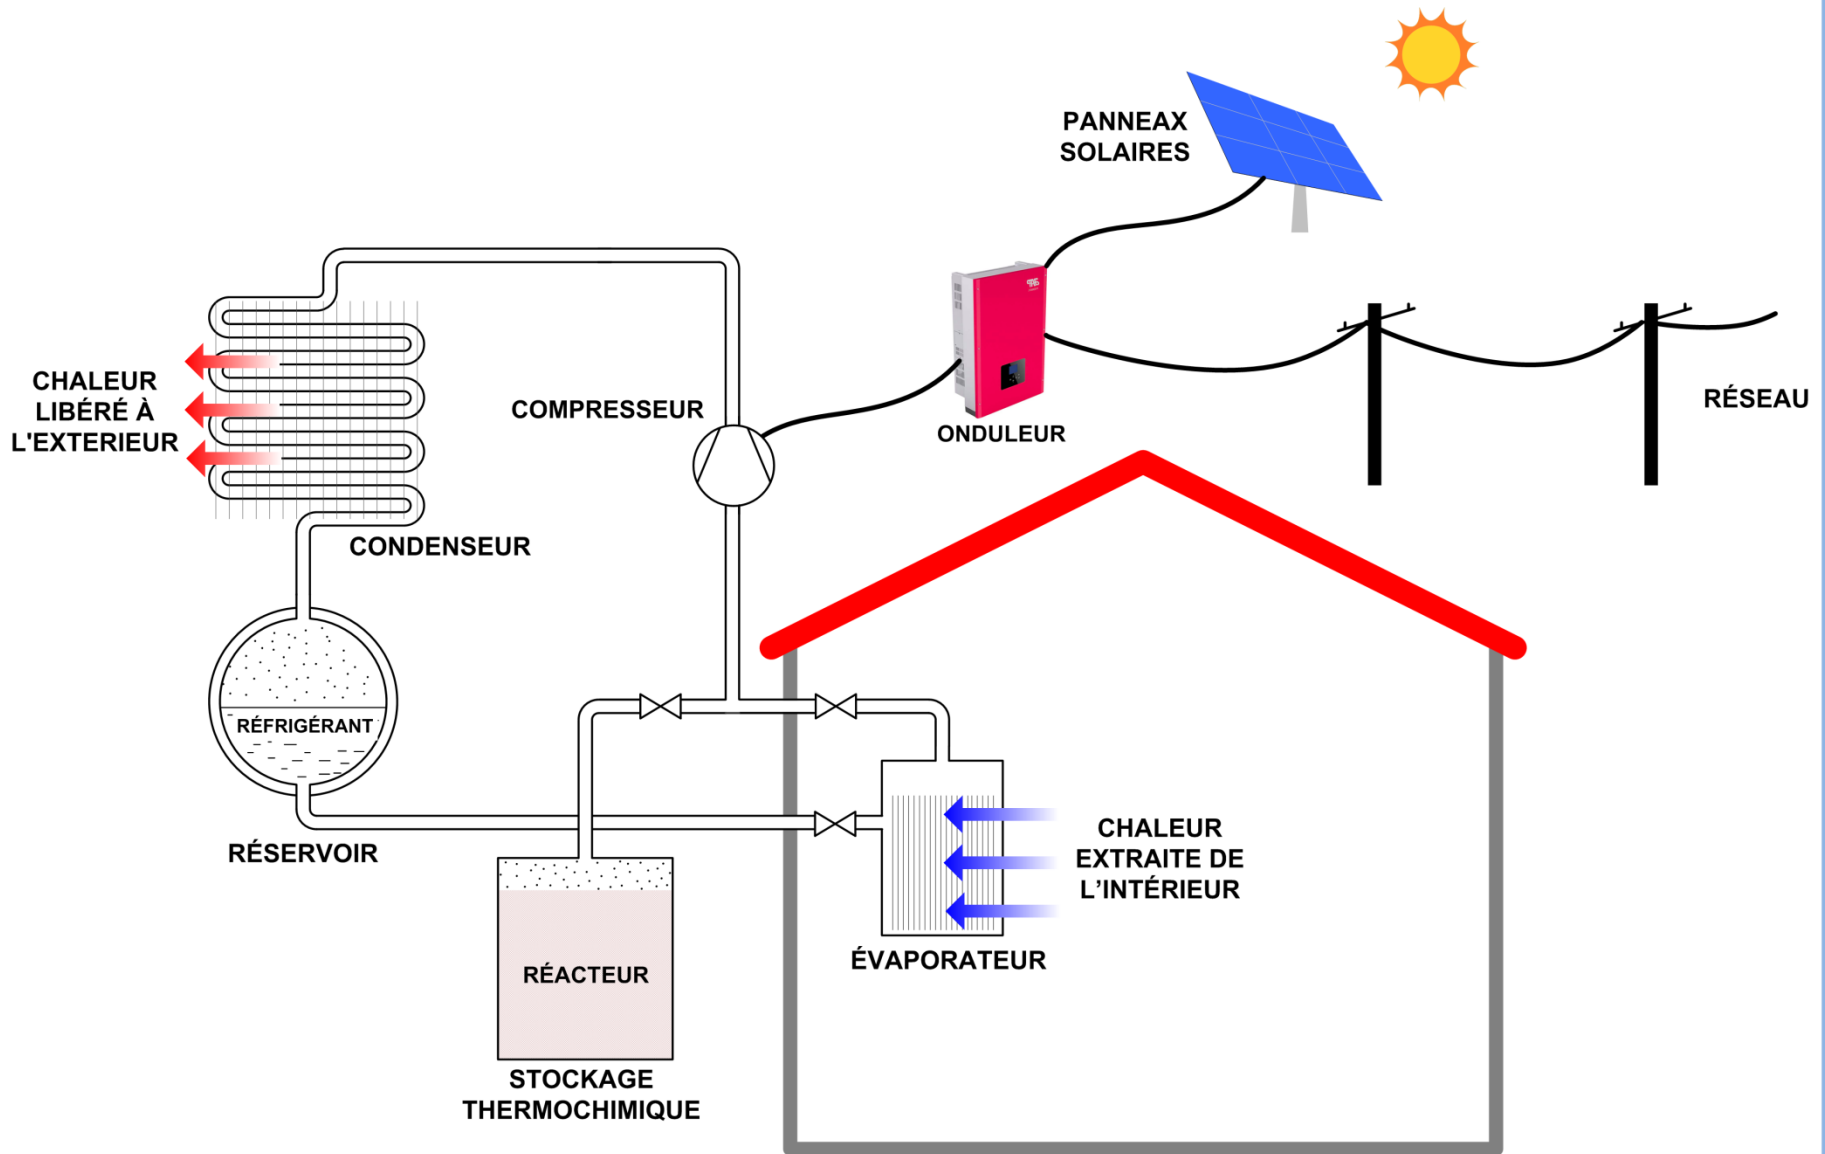 PANNEAX
SOLAIRES
CHALEUR
LIBÉRÉ À
L'EXTERIEUR
COMPRESSEUR
ONDULEUR
RÉSEAU
CONDENSEUR
RÉFRIGÉRANT
RÉSERVOIR
CHALEUR
EXTRAITE DE
L’INTÉRIEUR
ÉVAPORATEUR
RÉACTEUR
STOCKAGE
THERMOCHIMIQUE